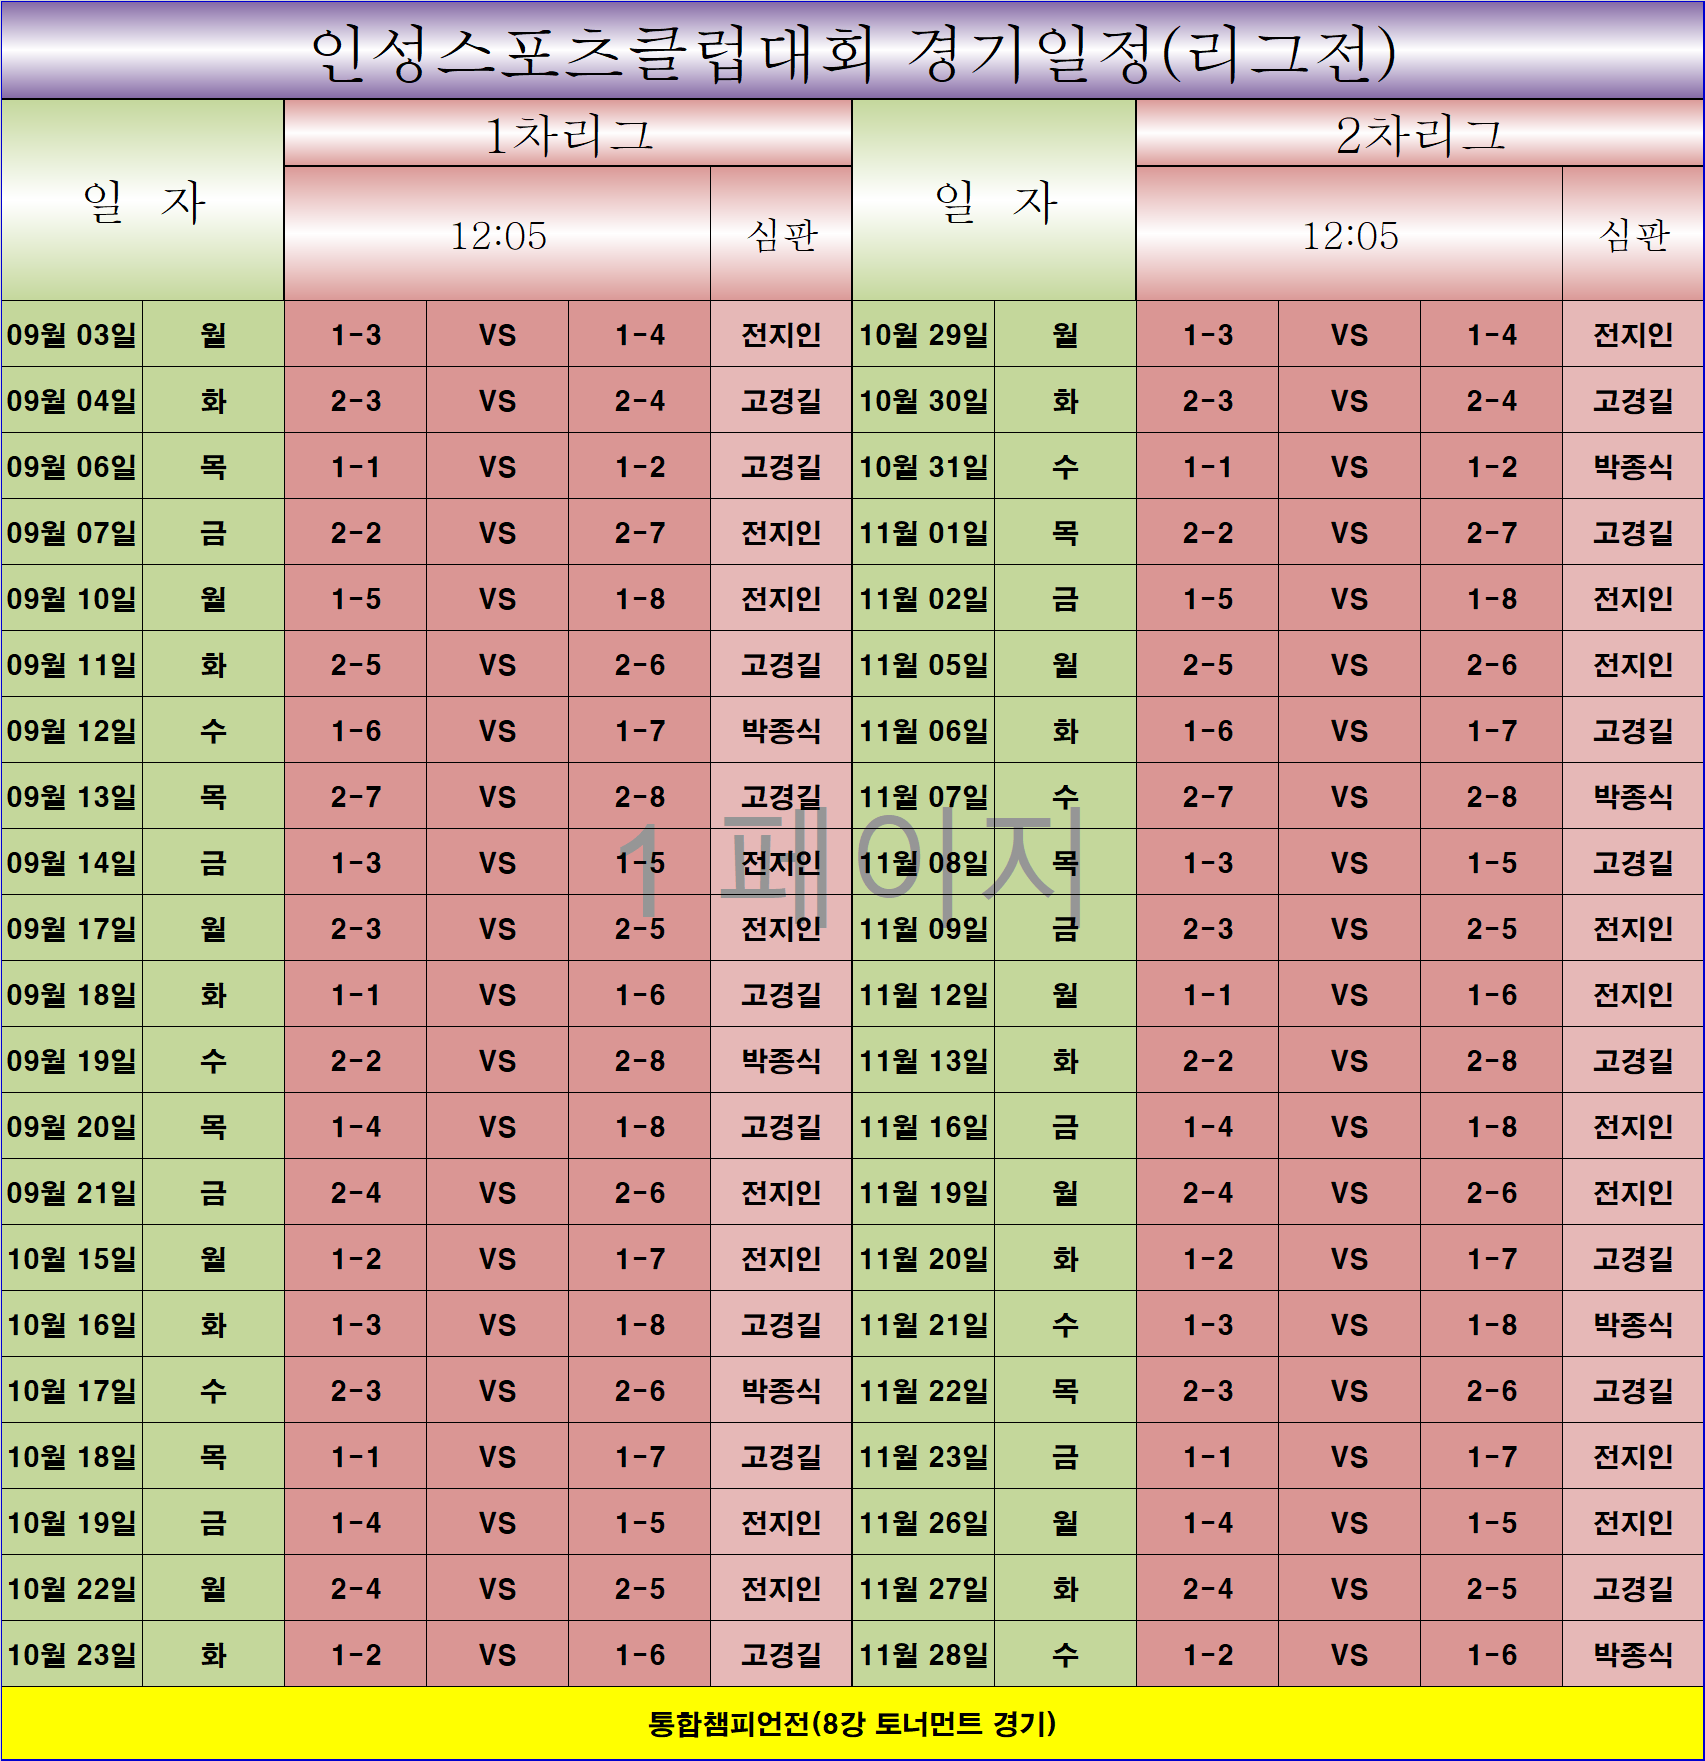 인성스포츠클럽대회 경기일정(리그전)
일 자 1차리그 일 자 2차리그
12:05 심판 12:05 심판
09월 03일 월 1-3 VS 1-4 전지인 10월 29일 월 1-3 VS 1-4 전지인
09월 04일 화 2-3 VS 2-4 고경길 10월 30일 화 2-3 VS 2-4 고경길
09월 06일 목 1-1 VS 1-2 고경길 10월 31일 수 1-1 VS 1-2 박종식
09월 07일 금 2-2 VS 2-7 전지인 11월 01일 목 2-2 VS 2-7 고경길
09월 10일 월 1-5 VS 1-8 전지인 11월 02일 금 1-5 VS 1-8 전지인
09월 11일 화 2-5 VS 2-6 고경길 11월 05일 월 2-5 VS 2-6 전지인
09월 12일 수 1-6 VS 1-7 박종식 11월 06일 화 1-6 VS 1-7 고경길
09월 13일 목 2-7 VS 2-8 고경길 11월 07일 수 2-7 VS 2-8 박종식
1 페이지
09월 14일 금 1-3 VS 1-5 전지인 11월 08일 목 1-3 VS 1-5 고경길
09월 17일 월 2-3 VS 2-5 전지인 11월 09일 금 2-3 VS 2-5 전지인
09월 18일 화 1-1 VS 1-6 고경길 11월 12일 월 1-1 VS 1-6 전지인
09월 19일 수 2-2 VS 2-8 박종식 11월 13일 화 2-2 VS 2-8 고경길
09월 20일 목 1-4 VS 1-8 고경길 11월 16일 금 1-4 VS 1-8 전지인
09월 21일 금 2-4 VS 2-6 전지인 11월 19일 월 2-4 VS 2-6 전지인
10월 15일 월 1-2 VS 1-7 전지인 11월 20일 화 1-2 VS 1-7 고경길
10월 16일 화 1-3 VS 1-8 고경길 11월 21일 수 1-3 VS 1-8 박종식
10월 17일 수 2-3 VS 2-6 박종식 11월 22일 목 2-3 VS 2-6 고경길
10월 18일 목 1-1 VS 1-7 고경길 11월 23일 금 1-1 VS 1-7 전지인
10월 19일 금 1-4 VS 1-5 전지인 11월 26일 월 1-4 VS 1-5 전지인
10월 22일 월 2-4 VS 2-5 전지인 11월 27일 화 2-4 VS 2-5 고경길
10월 23일 화 1-2 VS 1-6 고경길 11월 28일 수 1-2 VS 1-6 박종식
통합챔피언전(8강 토너먼트 경기)